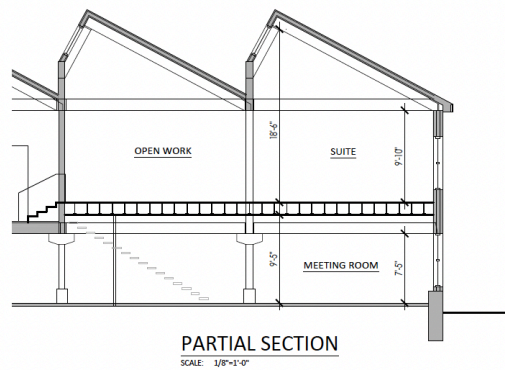 OPEN WORK
18'-6"
SUITE
9'-10"
9'-5"
MEETING ROOM
7'-5"
PARTIAL SECTION
SCALE: 1/8"=1'-0"